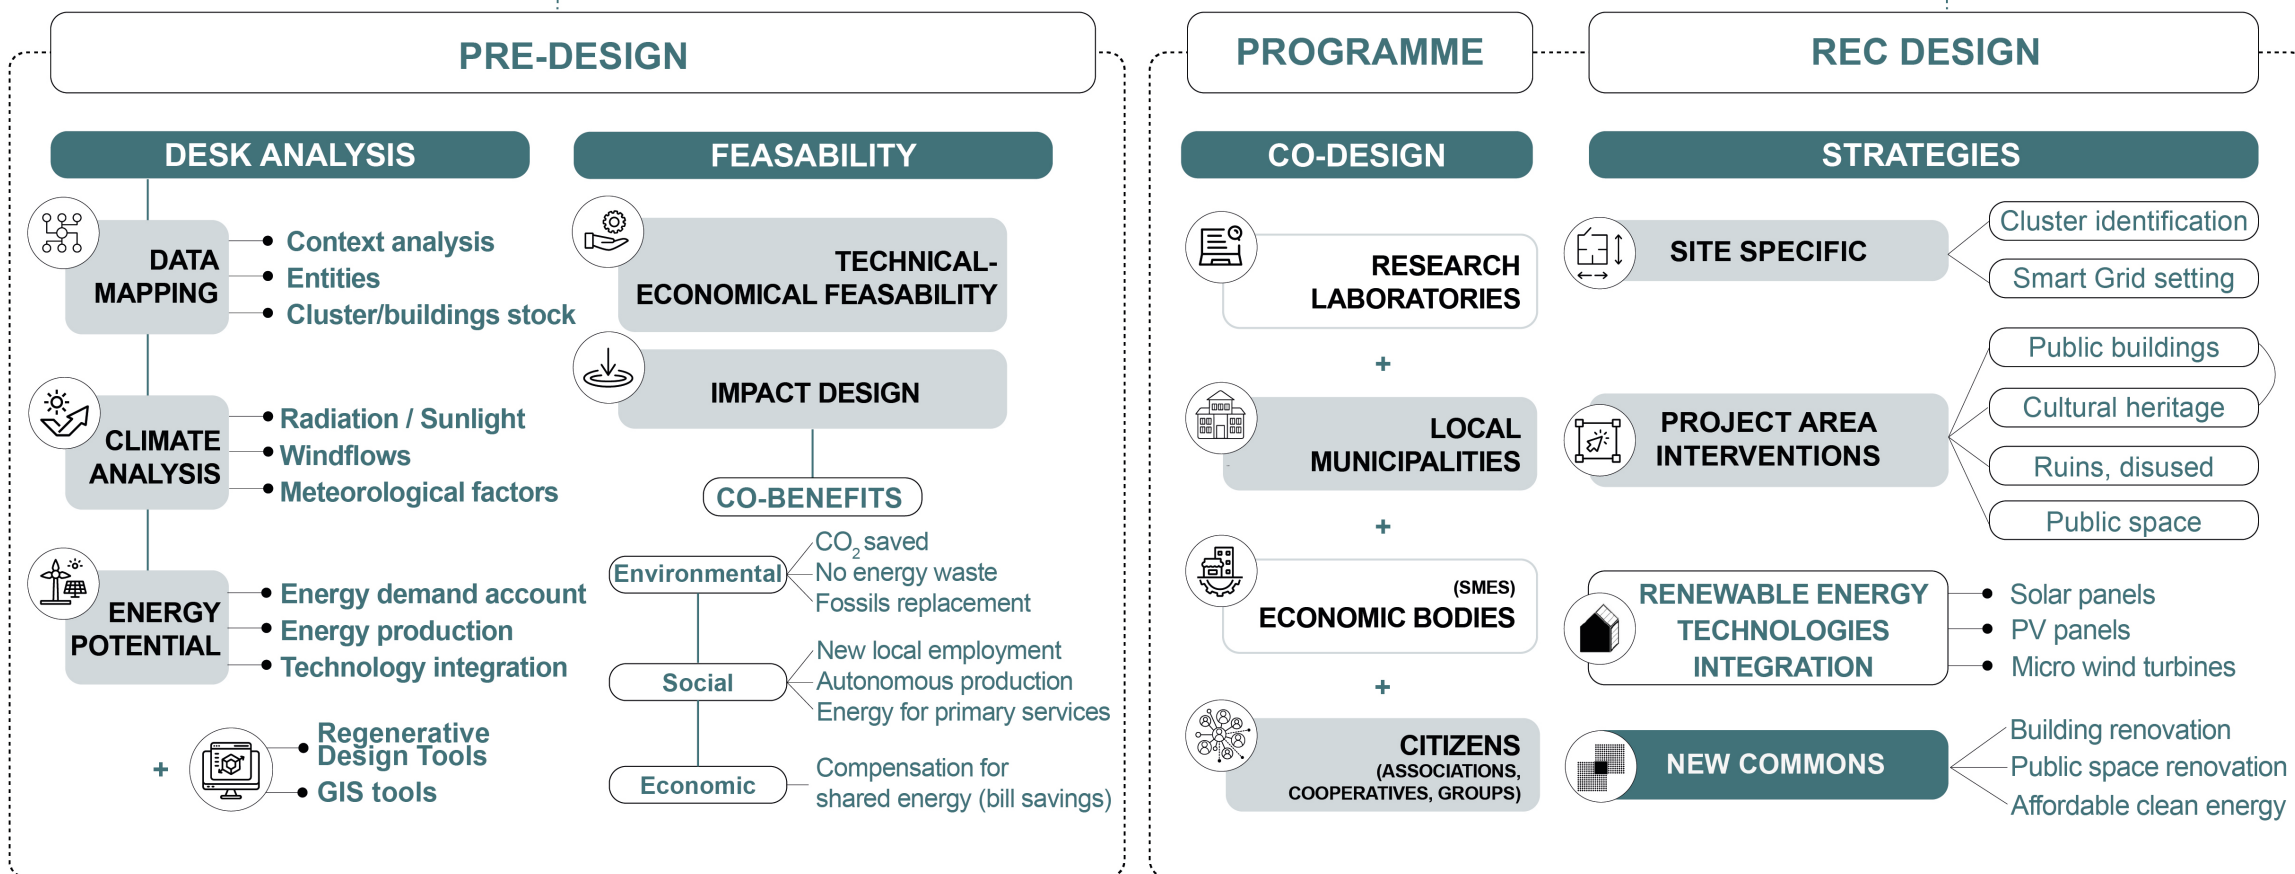 PRE-DESIGN
DESK ANALYSIS
DATA
MAPPING
Context analysis
Entities
Cluster/buildings stock
CLIMATE
ANALYSIS
Radiation / Sunlight
Windflows
Meteorological factors
ENERGY
POTENTIAL
Energy demand account
Energy production
Technology integration
+
Regenerative
Design Tools
GIS tools
FEASABILITY
TECHNICAL-
ECONOMICAL FEASABILITY
IMPACT DESIGN
CO-BENEFITS
Environmental
CO₂ saved
No energy waste
Fossils replacement
Social
New local employment
Autonomous production
Energy for primary services
Economic
Compensation for
shared energy (bill savings)
PROGRAMME
CO-DESIGN
RESEARCH
LABORATORIES
+
LOCAL
MUNICIPALITIES
+
(SMES)
ECONOMIC BODIES
+
CITIZENS
(ASSOCIATIONS,
COOPERATIVES, GROUPS)
REC DESIGN
STRATEGIES
SITE SPECIFIC
Cluster identification
Smart Grid setting
PROJECT AREA
INTERVENTIONS
Public buildings
Cultural heritage
Ruins, disused
Public space
RENEWABLE ENERGY
TECHNOLOGIES
INTEGRATION
Solar panels
PV panels
Micro wind turbines
NEW COMMONS
Building renovation
Public space renovation
Affordable clean energy